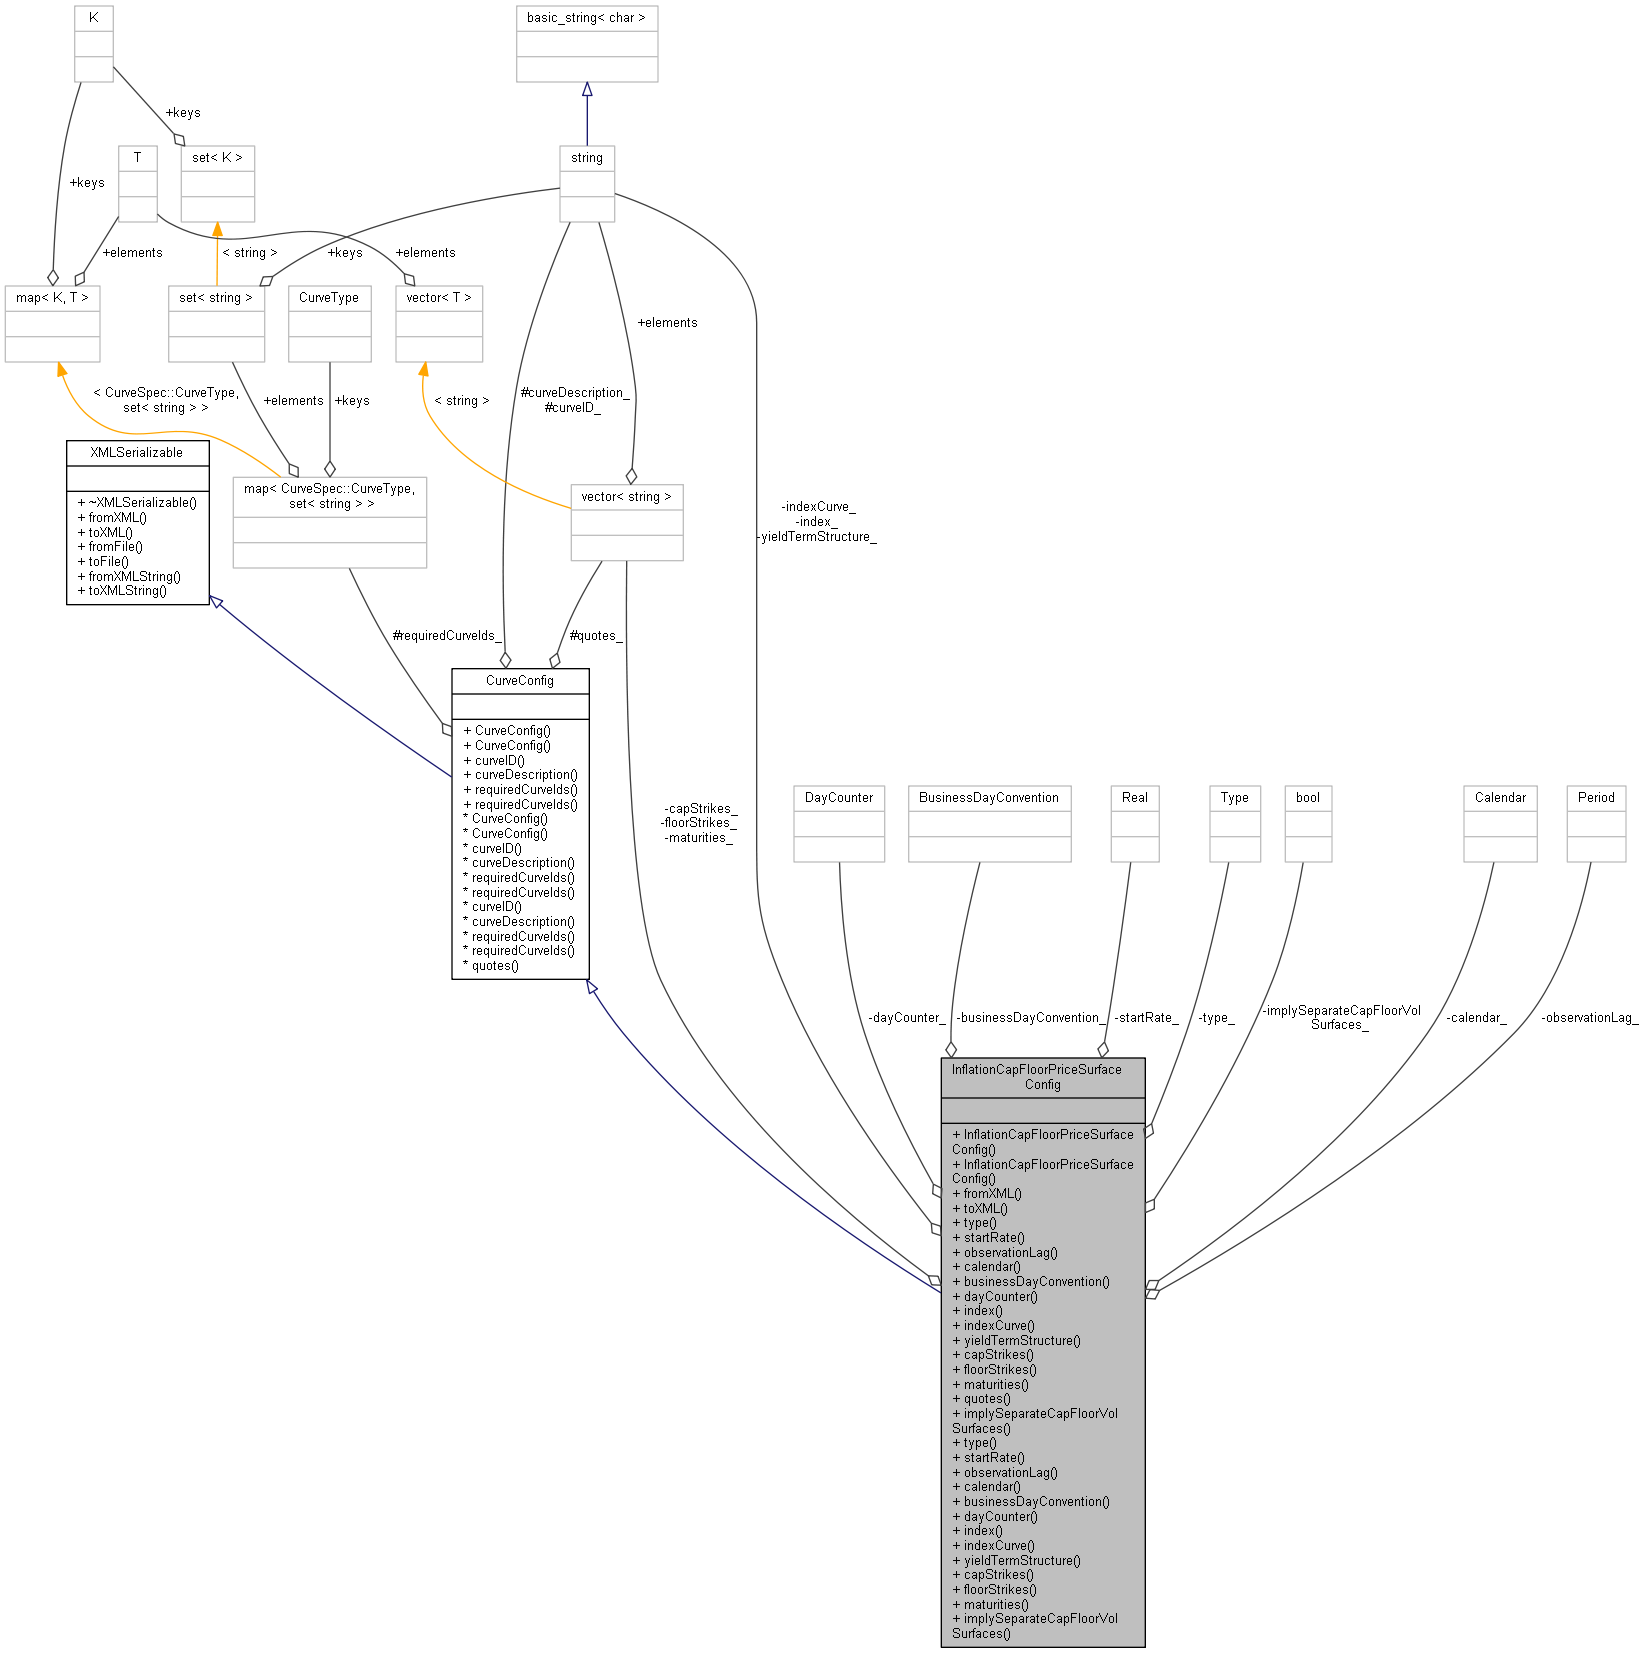 K
basic_string< char >
+keys
T
set< K >
string
+keys
+elements
< string >
+keys
+elements
map< K, T >
set< string >
CurveType
vector< T >
+elements
< CurveSpec::CurveType,
set< string > >
+elements
+keys
< string >
#curveDescription_
#curveID_
XMLSerializable
+ ~XMLSerializable()
+ fromXML()
+ toXML()
+ fromFile()
+ toFile()
+ fromXMLString()
+ toXMLString()
map< CurveSpec::CurveType,
set< string > >
vector< string >
-indexCurve_
-index_
-yieldTermStructure_
#requiredCurveIds_
#quotes_
CurveConfig
+ CurveConfig()
+ CurveConfig()
+ curveID()
+ curveDescription()
+ requiredCurveIds()
+ requiredCurveIds()
* CurveConfig()
* CurveConfig()
* curveID()
* curveDescription()
* requiredCurveIds()
* requiredCurveIds()
* curveID()
* curveDescription()
* requiredCurveIds()
* requiredCurveIds()
* quotes()
-capStrikes_
-floorStrikes_
-maturities_
DayCounter
BusinessDayConvention
Real
Type
bool
Calendar
Period
-dayCounter_
-businessDayConvention_
-startRate_
-type_
-implySeparateCapFloorVol
Surfaces_
-calendar_
-observationLag_
InflationCapFloorPriceSurface
Config
+ InflationCapFloorPriceSurface
Config()
+ InflationCapFloorPriceSurface
Config()
+ fromXML()
+ toXML()
+ type()
+ startRate()
+ observationLag()
+ calendar()
+ businessDayConvention()
+ dayCounter()
+ index()
+ indexCurve()
+ yieldTermStructure()
+ capStrikes()
+ floorStrikes()
+ maturities()
+ quotes()
+ implySeparateCapFloorVol
Surfaces()
+ type()
+ startRate()
+ observationLag()
+ calendar()
+ businessDayConvention()
+ dayCounter()
+ index()
+ indexCurve()
+ yieldTermStructure()
+ capStrikes()
+ floorStrikes()
+ maturities()
+ implySeparateCapFloorVol
Surfaces()